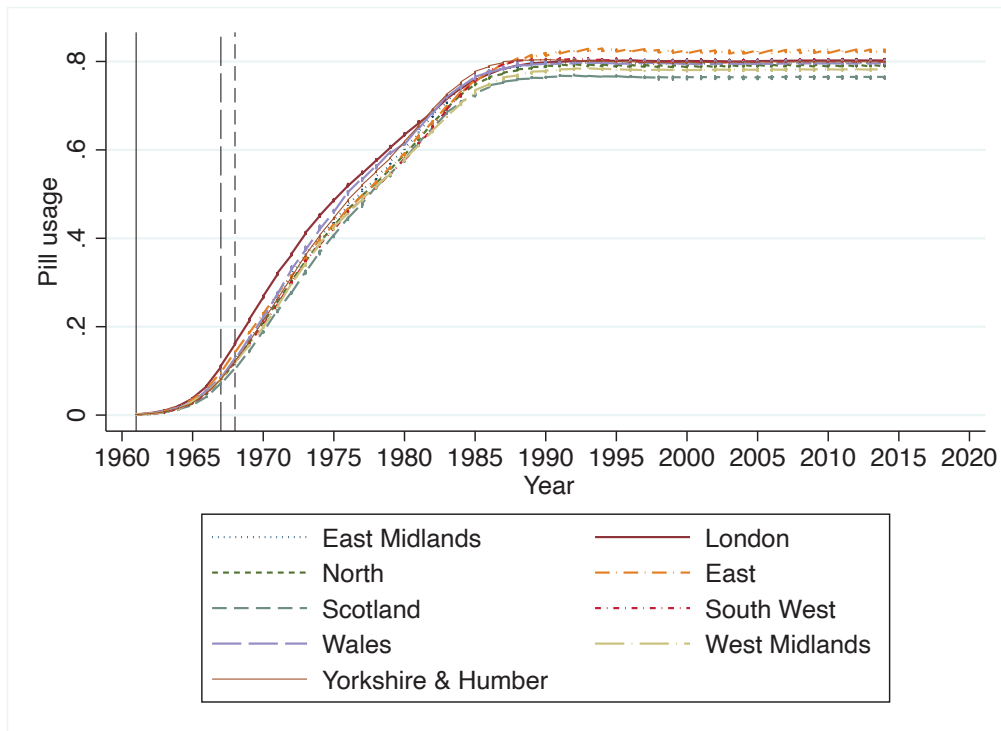 .8
.6
.4
.2
0
Pill usage
1960 1965 1970 1975 1980 1985 1990 1995 2000 2005 2010 2015 2020
Year
East Midlands London
North East
Scotland South West
Wales West Midlands
Yorkshire & Humber